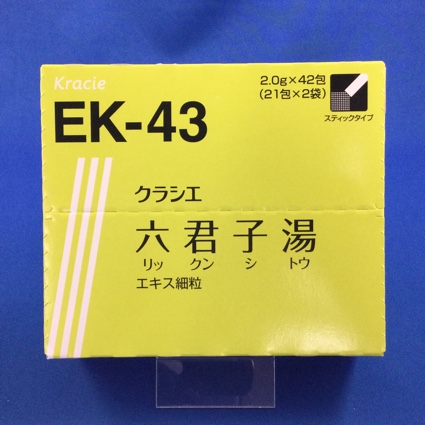 Kracie
EK-43
2.0g×42包
(21包×2袋)
スティックタイプ
クラシエ
六君子湯
リックンシトウ
エキス細粒